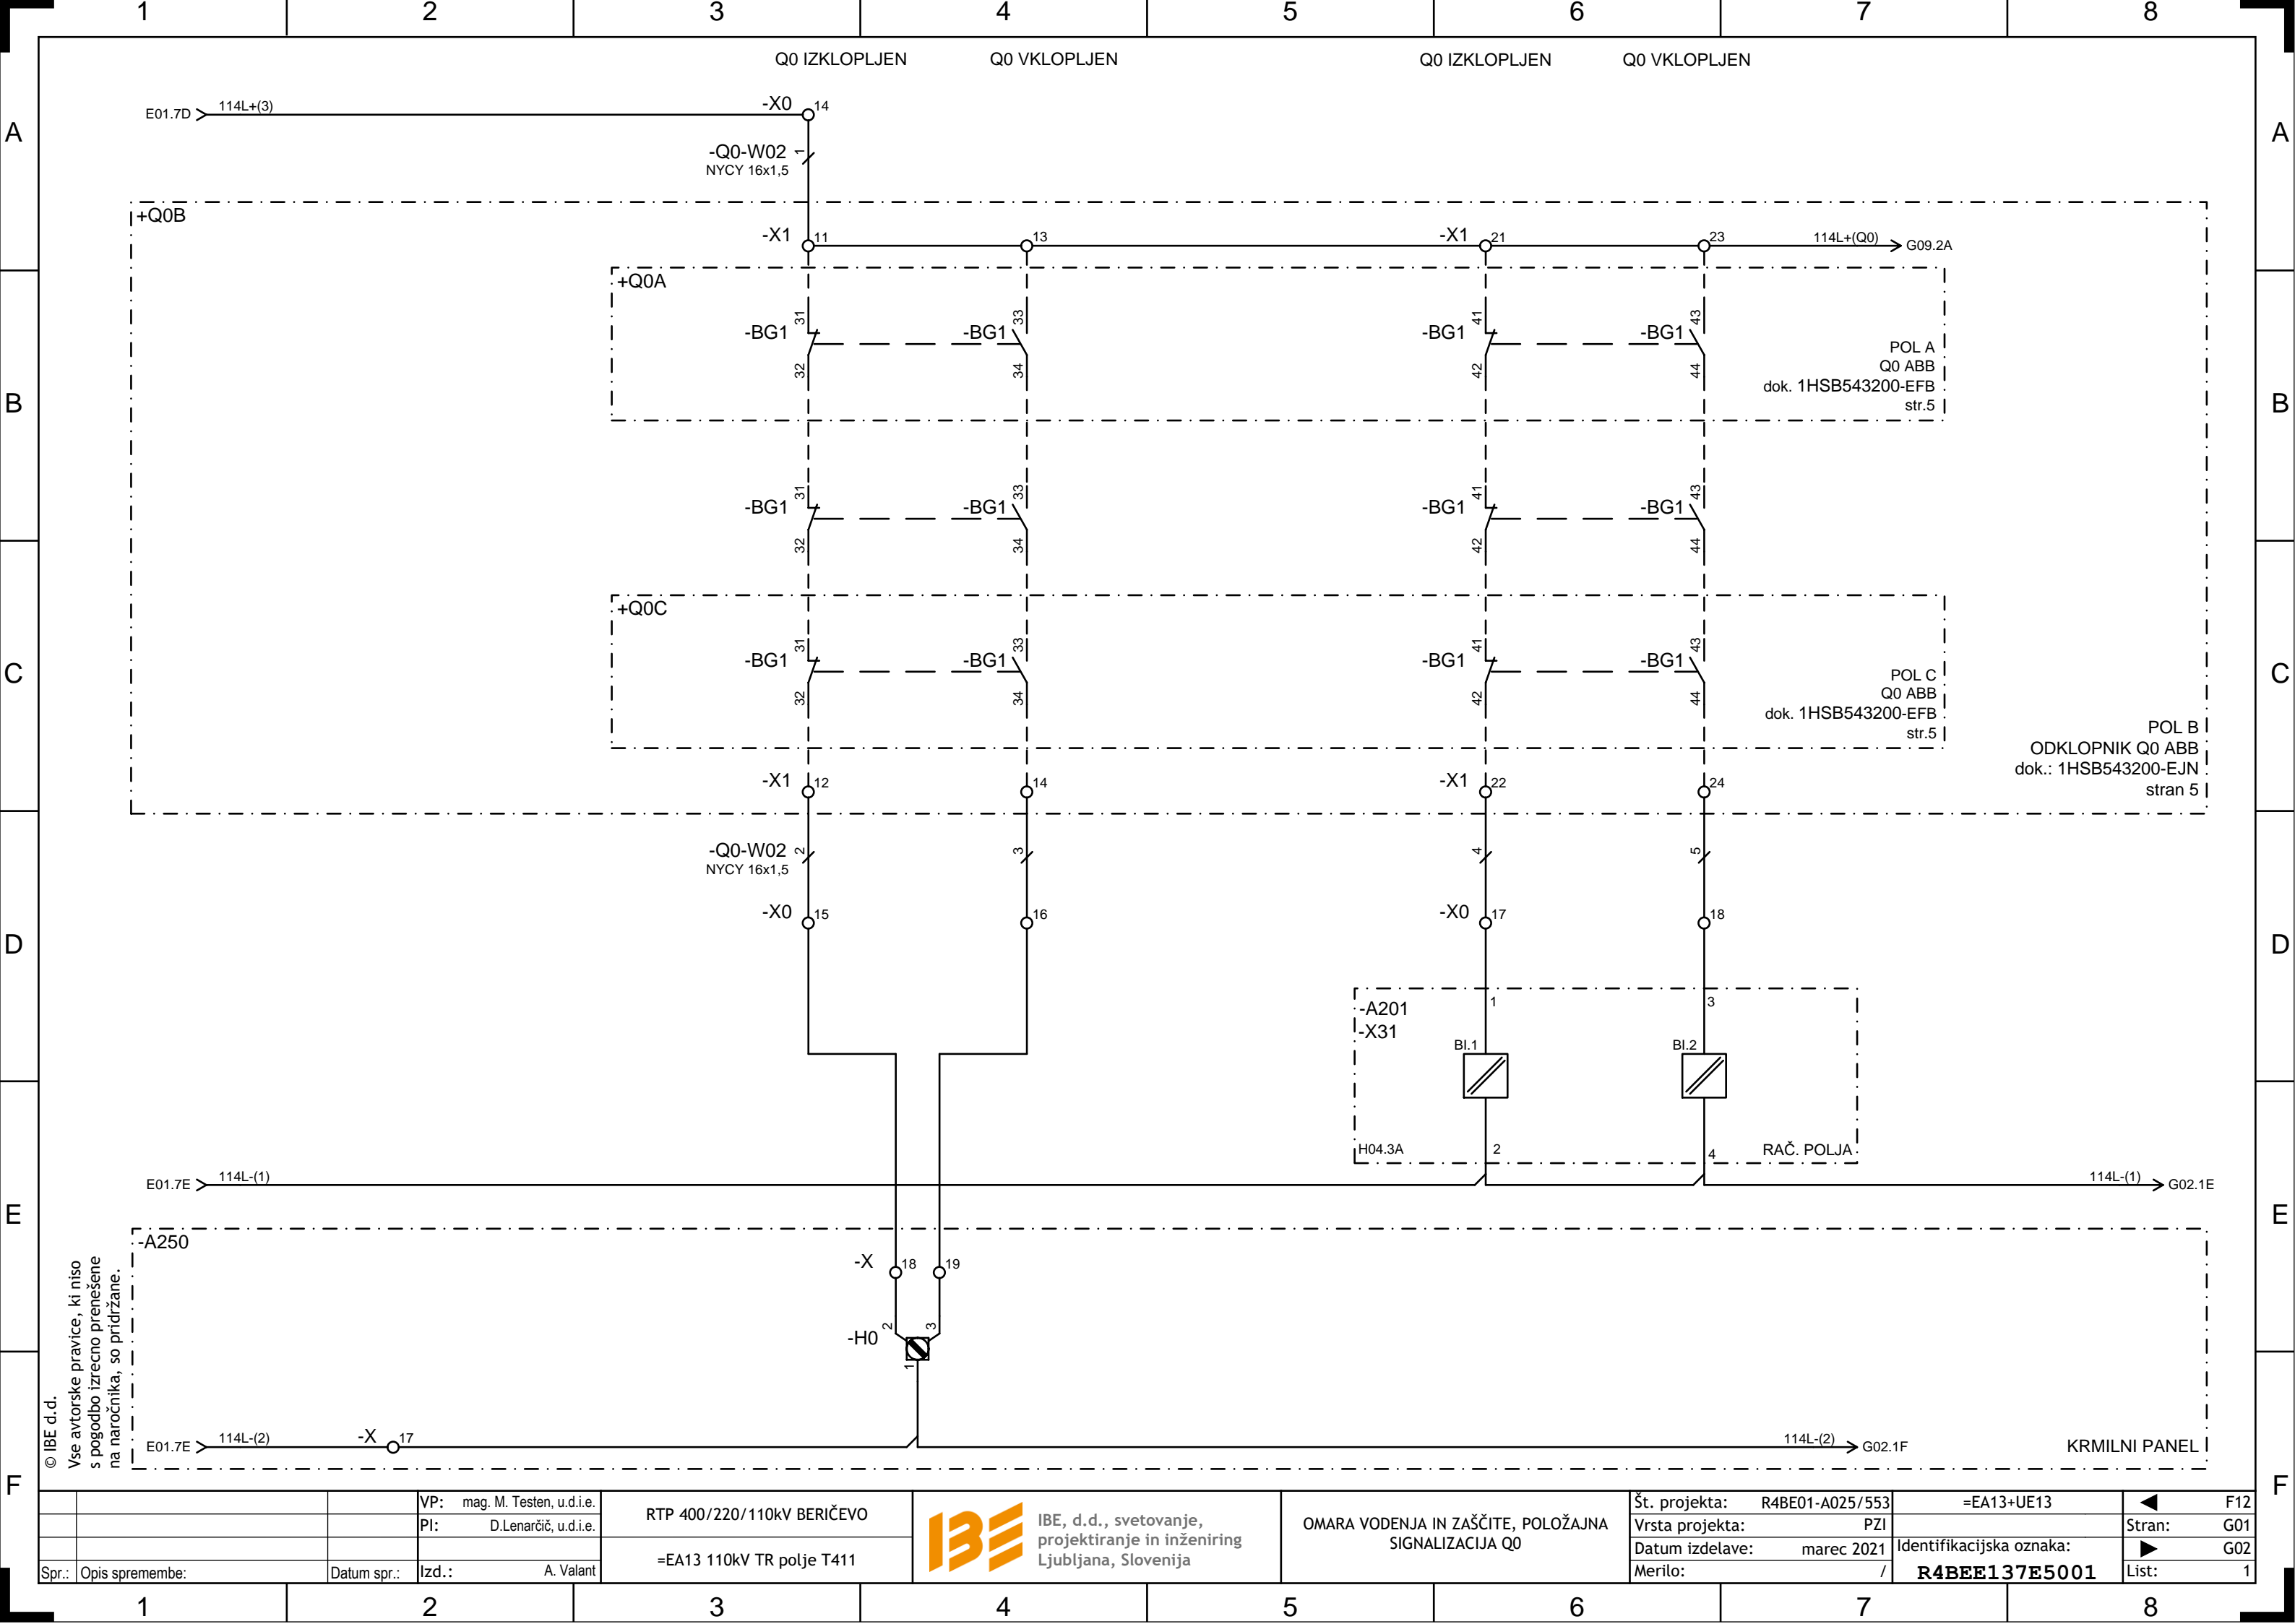 1 2 3 4 5 6 7 8
Q0 IZKLOPLJEN Q0 VKLOPLJEN Q0 IZKLOPLJEN Q0 VKLOPLJEN
E01.7D 114L+(3) -X0 14
A A
-Q0-W02 1
NYCY 16x1,5
+Q0B
-X1 11 13 -X1 21 23 114L+(Q0) G09.2A
+Q0A
31 33 41 43
-BG1 -BG1 -BG1 -BG1
32 34 42 44
POL A
Q0 ABB
dok. 1HSB543200-EFB
str.5
B B
31 33 41 43
-BG1 -BG1 -BG1 -BG1
32 34 42 44
+Q0C
31 33 41 43
-BG1 -BG1 -BG1 -BG1
32 34 42 44
C C
POL C
Q0 ABB
dok. 1HSB543200-EFB
str.5
POL B
ODKLOPNIK Q0 ABB
dok.: 1HSB543200-EJN
stran 5
-X1 12 14 -X1 22 24
-Q0-W02 2 3 4 5
NYCY 16x1,5
-X0 15 16 -X0 17 18
D D
-A201 1 3
-X31
BI.1 BI.2
H04.3A 2 4 RAČ. POLJA
E01.7E 114L-(1) 114L-(1) G02.1E
E E
-A250
-X 18 19
-H0 2 3
1
E01.7E 114L-(2) -X 17 114L-(2) G02.1F KRMILNI PANEL
© IBE d.d.
Vse avtorske pravice, ki niso
s pogodbo izrecno prenešene
na naročnika, so pridržane.
F F
VP: mag. M. Testen, u.d.i.e.
PI: D.Lenarčič, u.d.i.e.
Spr.: Opis spremembe: Datum spr.: Izd.: A. Valant
RTP 400/220/110kV BERIČEVO
=EA13 110kV TR polje T411
IBE
IBE, d.d., svetovanje,
projektiranje in inženiring
Ljubljana, Slovenija
OMARA VODENJA IN ZAŠČITE, POLOŽAJNA
SIGNALIZACIJA Q0
Št. projekta: R4BE01-A025/553
Vrsta projekta: PZI
Datum izdelave: marec 2021
Merilo: /
=EA13+UE13
Identifikacijska oznaka:
R4BEE137E5001
F12
Stran: G01
G02
List: 1
1 2 3 4 5 6 7 8